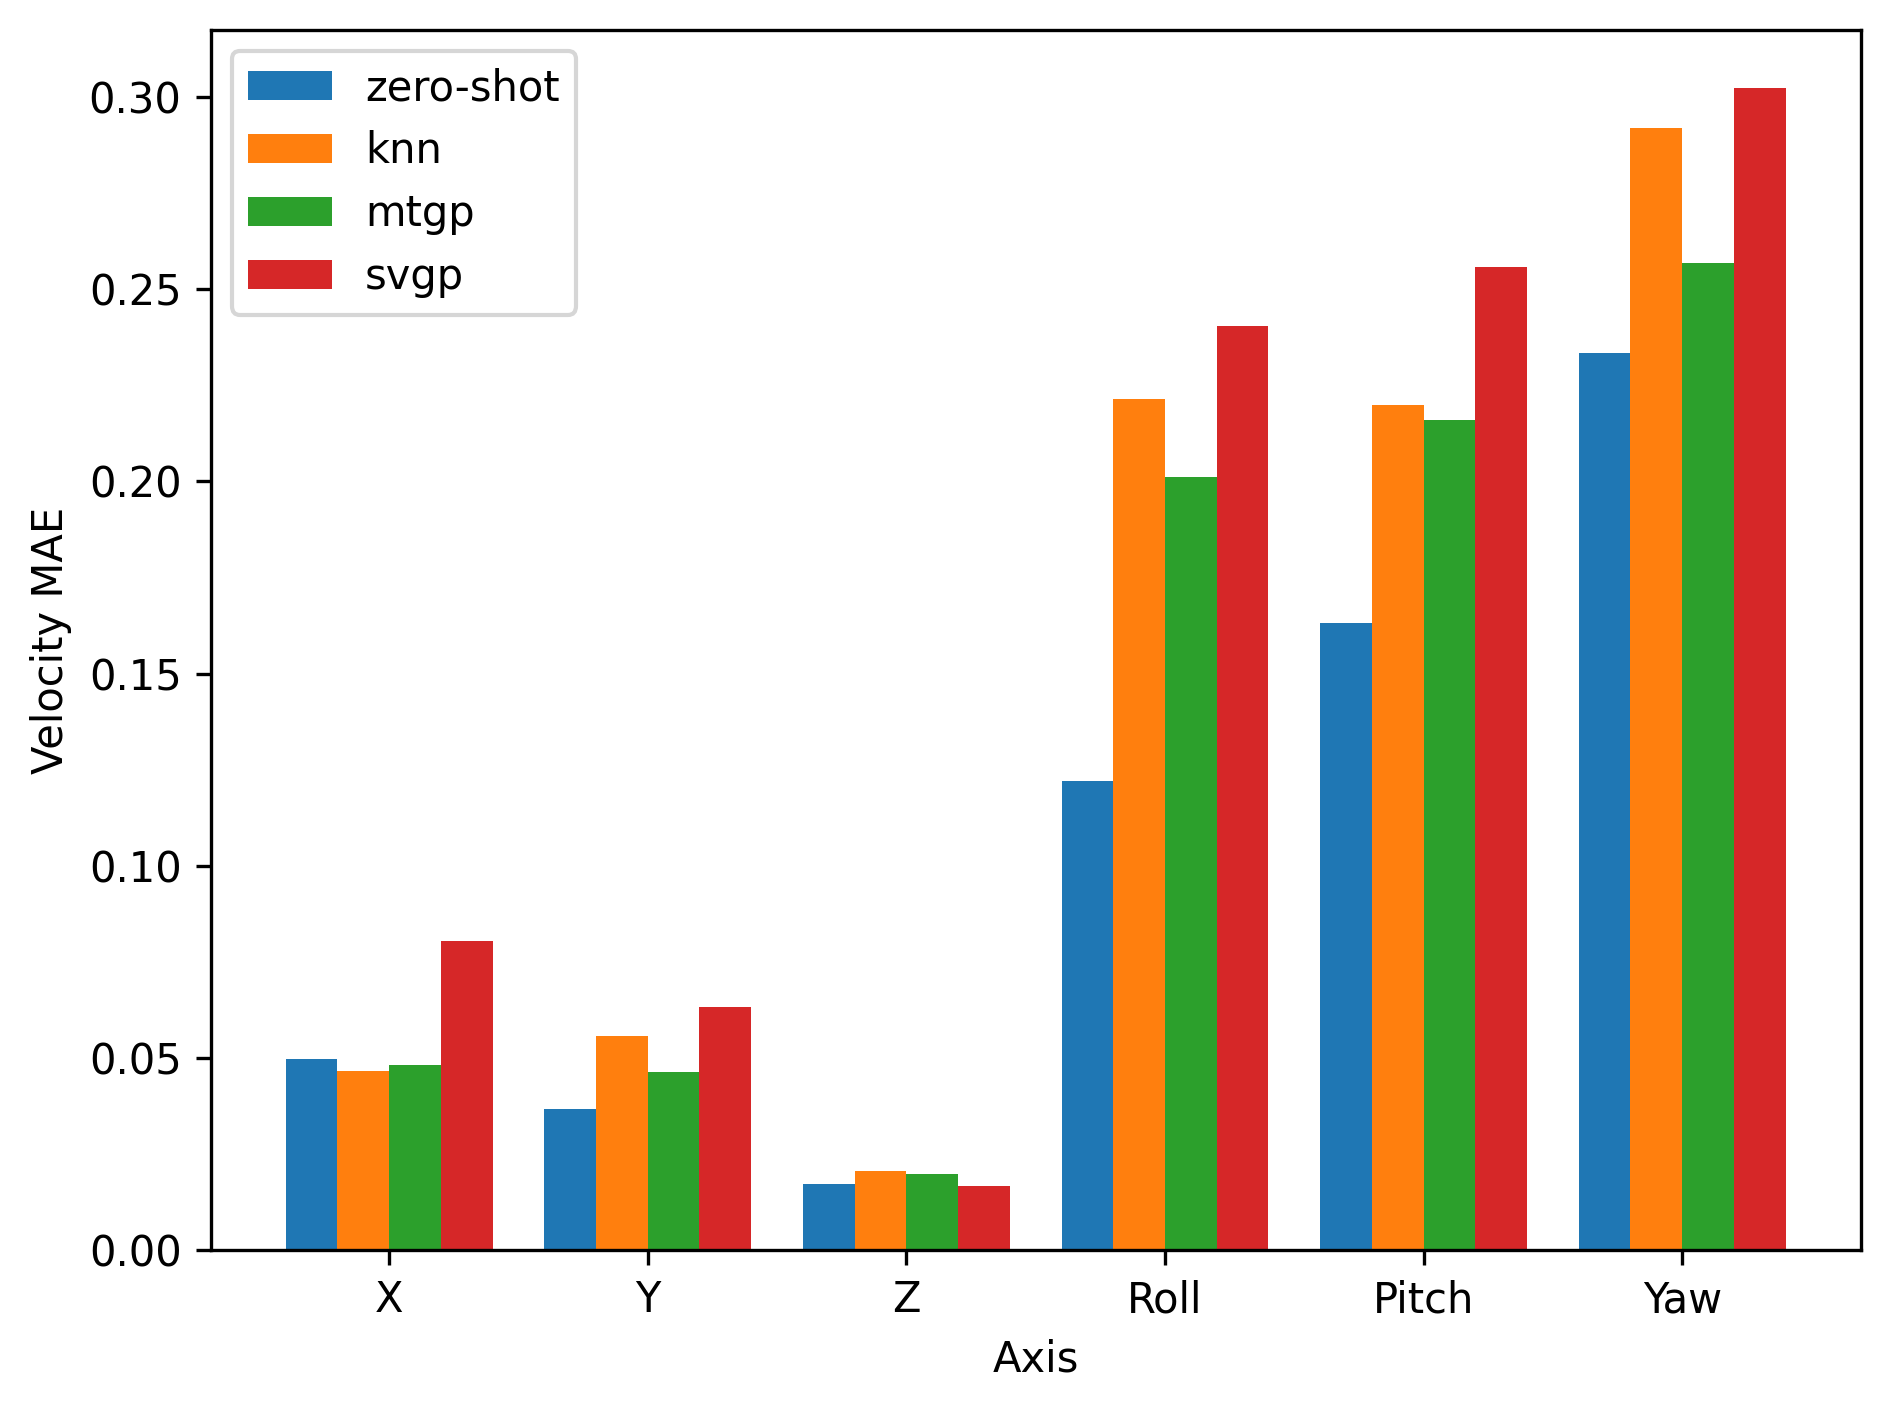 zero-shot
knn
mtgp
svgp
0.30
0.25
0.20
0.15
0.10
0.05
0.00
Velocity MAE
X Y Z Roll Pitch Yaw
Axis